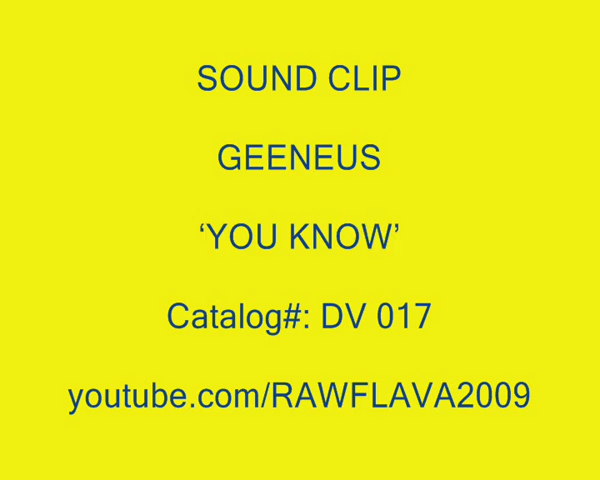 SOUND CLIP
GEENEUS
‘YOU KNOW’
Catalog#: DV 017
youtube.com/RAWFLAVA2009